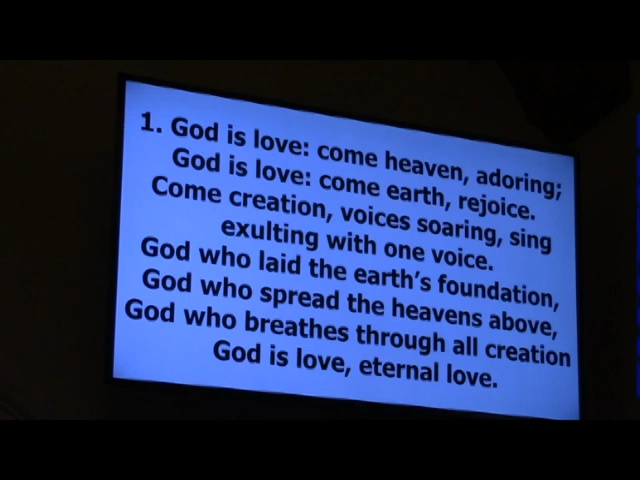 1. God is love: come heaven, adoring;
God is love: come earth, rejoice.
Come creation, voices soaring, sing
exulting with one voice.
God who laid the earth's foundation,
God who spread the heavens above,
God who breathes through all creation
God is love, eternal love.